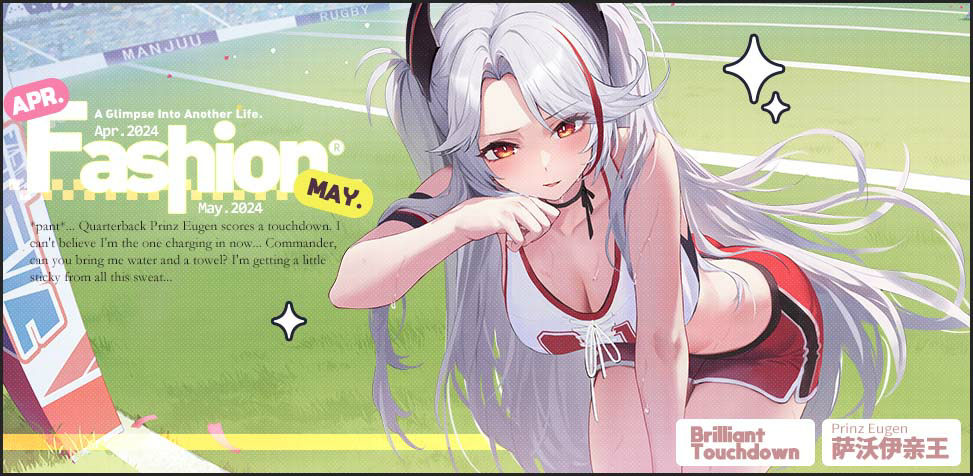 MANJUU
RUGBY
APR.
A Glimpse Into Another Life.
Apr.2024
Fashion®
MAY.
May.2024
*pant*... Quarterback Prinz Eugen scores a touchdown. I
can't believe I'm the one charging in now... Commander,
can you bring me water and a towel? I'm getting a little
sticky from all this sweat...
Brilliant
Touchdown
Prinz Eugen
萨沃伊亲王